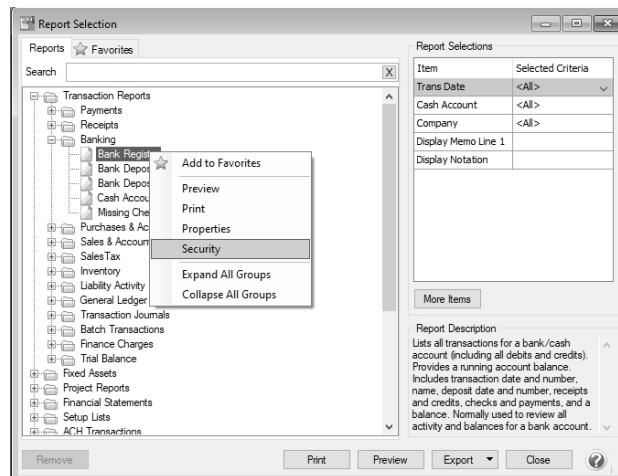 Report Selection
Reports Favorites
Search X
Transaction Reports
Payments
Receipts
Banking
Bank Regist
Bank Depos
Bank Depos
Cash Accou
Missing Che
Purchases & Ac
Sales & Accoun
Sales Tax
Inventory
Liability Activity
General Ledger
Transaction Journals
Batch Transactions
Finance Charges
Trial Balance
Fixed Assets
Project Reports
Financial Statements
Setup Lists
ACH Transactions
Add to Favorites
Preview
Print
Properties
Security
Expand All Groups
Collapse All Groups
Report Selections
Item Selected Criteria
Trans Date <All>
Cash Account <All>
Company <All>
Display Memo Line 1
Display Notation
More Items
Report Description
Lists all transactions for a bank/cash
account (including all debits and credits).
Provides a running account balance.
Includes transaction date and number,
name, deposit date and number, receipts
and credits, checks and payments, and a
balance. Normally used to review all
activity and balances for a bank account.
Remove Print Preview Export Close ?